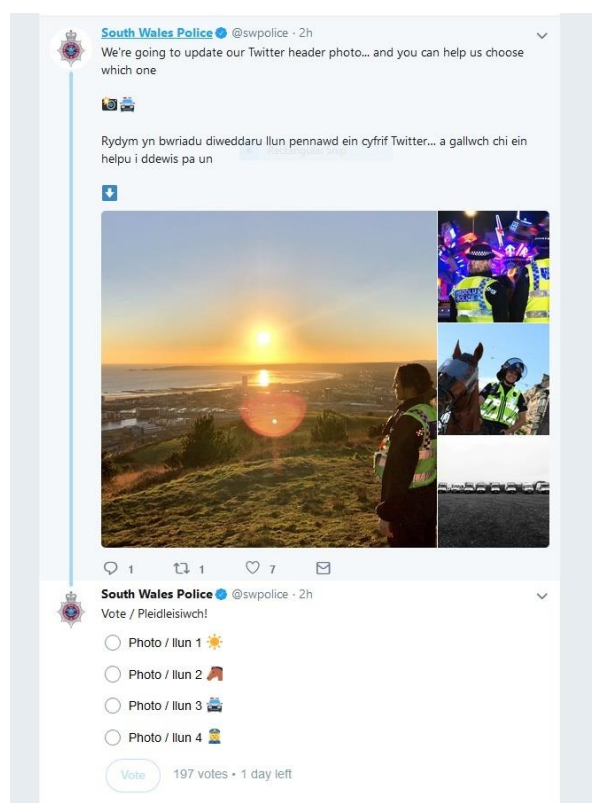 South Wales Police @swpolice · 2h
We're going to update our Twitter header photo... and you can help us choose
which one
Rydym yn bwriadu diweddaru llun pennawd ein cyfrif Twitter... a gallwch chi ein
helpu i ddewis pa un
POLICE
1 1 7
South Wales Police @swpolice · 2h
Vote / Pleidleisiwch!
Photo / llun 1
Photo / llun 2
Photo / llun 3
Photo / llun 4
Vote 197 votes • 1 day left